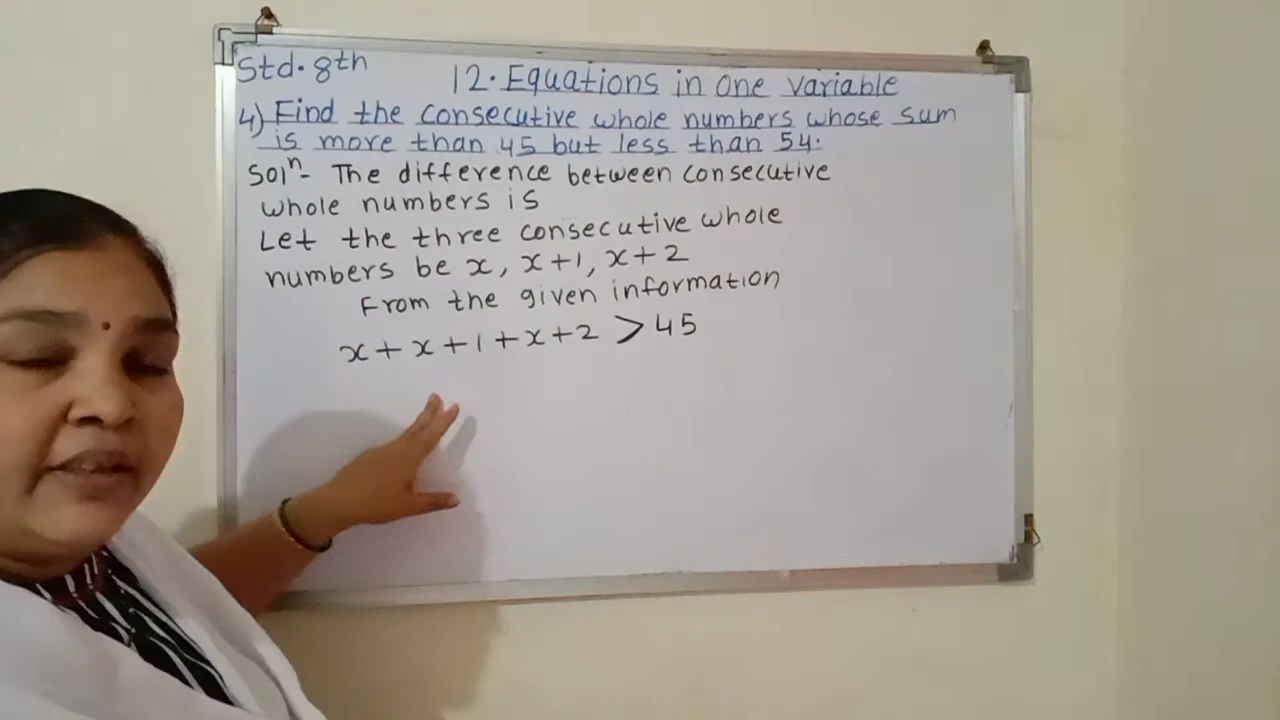 Std. 8th 12. Equations in one variable
4) Find the consecutive whole numbers whose sum
is more than 45 but less than 54.
Solⁿ- The difference between consecutive
whole numbers is
Let the three consecutive whole
numbers be x, x+1, x+2
From the given information
x+x+1+x+2 > 45